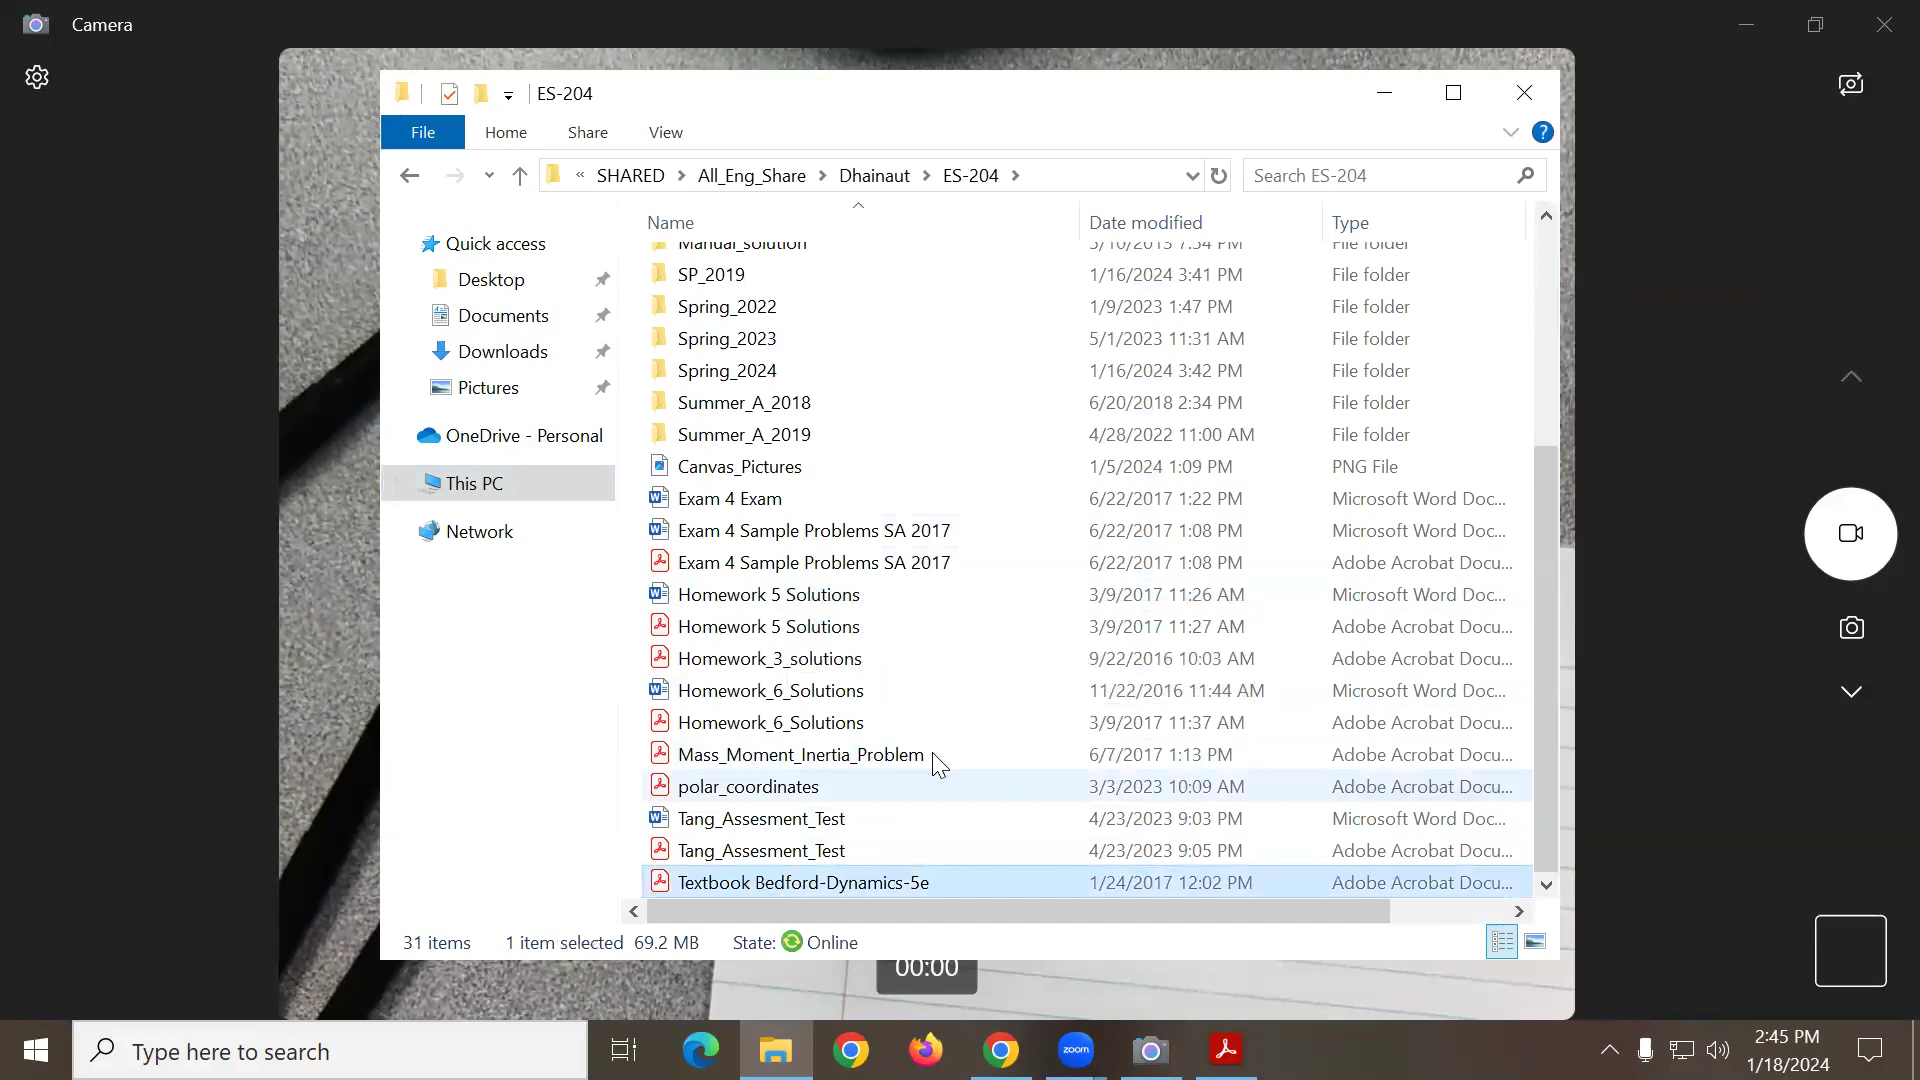 Camera
ES-204
File
Home
Share
View
?
«
SHARED
All_Eng_Share
Dhainaut
ES-204
Search ES-204
Name
Date modified
Type
Quick access
Desktop
Documents
Downloads
Pictures
OneDrive - Personal
This PC
Network
Manual_solution 5/10/2013 7:54 PM File folder
SP_2019 1/16/2024 3:41 PM File folder
Spring_2022 1/9/2023 1:47 PM File folder
Spring_2023 5/1/2023 11:31 AM File folder
Spring_2024 1/16/2024 3:42 PM File folder
Summer_A_2018 6/20/2018 2:34 PM File folder
Summer_A_2019 4/28/2022 11:00 AM File folder
Canvas_Pictures 1/5/2024 1:09 PM PNG File
Exam 4 Exam 6/22/2017 1:22 PM Microsoft Word Doc...
Exam 4 Sample Problems SA 2017 6/22/2017 1:08 PM Microsoft Word Doc...
Exam 4 Sample Problems SA 2017 6/22/2017 1:08 PM Adobe Acrobat Docu...
Homework 5 Solutions 3/9/2017 11:26 AM Microsoft Word Doc...
Homework 5 Solutions 3/9/2017 11:27 AM Adobe Acrobat Docu...
Homework_3_solutions 9/22/2016 10:03 AM Adobe Acrobat Docu...
Homework_6_Solutions 11/22/2016 11:44 AM Microsoft Word Doc...
Homework_6_Solutions 3/9/2017 11:37 AM Adobe Acrobat Docu...
Mass_Moment_Inertia_Problem 6/7/2017 1:13 PM Adobe Acrobat Docu...
polar_coordinates 3/3/2023 10:09 AM Adobe Acrobat Docu...
Tang_Assesment_Test 4/23/2023 9:03 PM Microsoft Word Doc...
Tang_Assesment_Test 4/23/2023 9:05 PM Adobe Acrobat Docu...
Textbook Bedford-Dynamics-5e 1/24/2017 12:02 PM Adobe Acrobat Docu...
31 items 1 item selected 69.2 MB State: Online
00:00
Type here to search
zoom
2:45 PM
1/18/2024